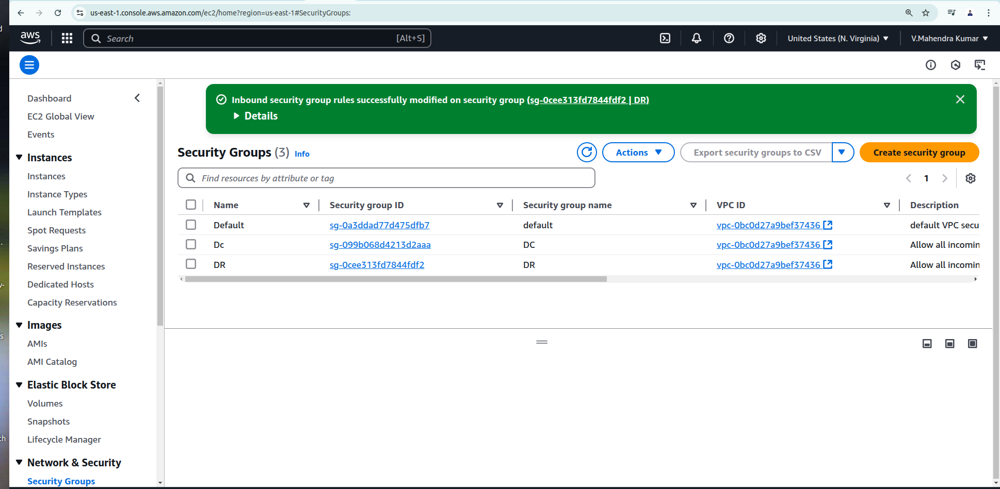 us-east-1.console.aws.amazon.com/ec2/home?region=us-east-1#SecurityGroups:
aws
Search [Alt+S]
United States (N. Virginia)
V.Mahendra Kumar
Dashboard
EC2 Global View
Events
Instances
Instances
Instance Types
Launch Templates
Spot Requests
Savings Plans
Reserved Instances
Dedicated Hosts
Capacity Reservations
Images
AMIs
AMI Catalog
Elastic Block Store
Volumes
Snapshots
Lifecycle Manager
Network & Security
Security Groups
Inbound security group rules successfully modified on security group (sg-0cee313fd7844fdf2 | DR)
Details
Security Groups (3) Info
Actions
Export security groups to CSV
Create security group
Find resources by attribute or tag
1
Name Security group ID Security group name VPC ID Description
Default sg-0a3ddad77d475dfb7 default vpc-0bc0d27a9bef37436 default VPC secu
Dc sg-099b068d4213d2aaa DC vpc-0bc0d27a9bef37436 Allow all incomin
DR sg-0cee313fd7844fdf2 DR vpc-0bc0d27a9bef37436 Allow all incomin